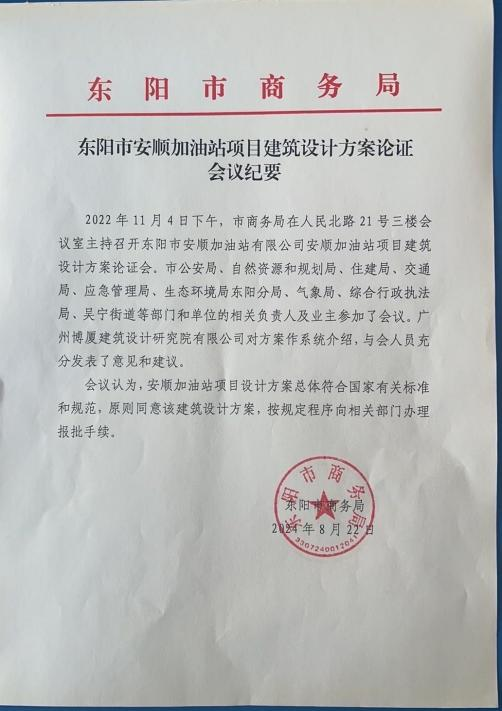 东阳市商务局
东阳市安顺加油站项目建筑设计方案论证
会议纪要
2022年11月4日下午，市商务局在人民北路21号三楼会
议室主持召开东阳市安顺加油站有限公司安顺加油站项目建筑
设计方案论证会。市公安局、自然资源和规划局、住建局、交通
局、应急管理局、生态环境局东阳分局、气象局、综合行政执法
局、吴宁街道等部门和单位的相关负责人及业主参加了会议。广
州博厦建筑设计研究院有限公司对方案作系统介绍，与会人员充
分发表了意见和建议。
会议认为，安顺加油站项目设计方案总体符合国家有关标准
和规范，原则同意该建筑设计方案，按规定程序向相关部门办理
报批手续。
东阳市商务局
东阳市商务局
2024年8月22日